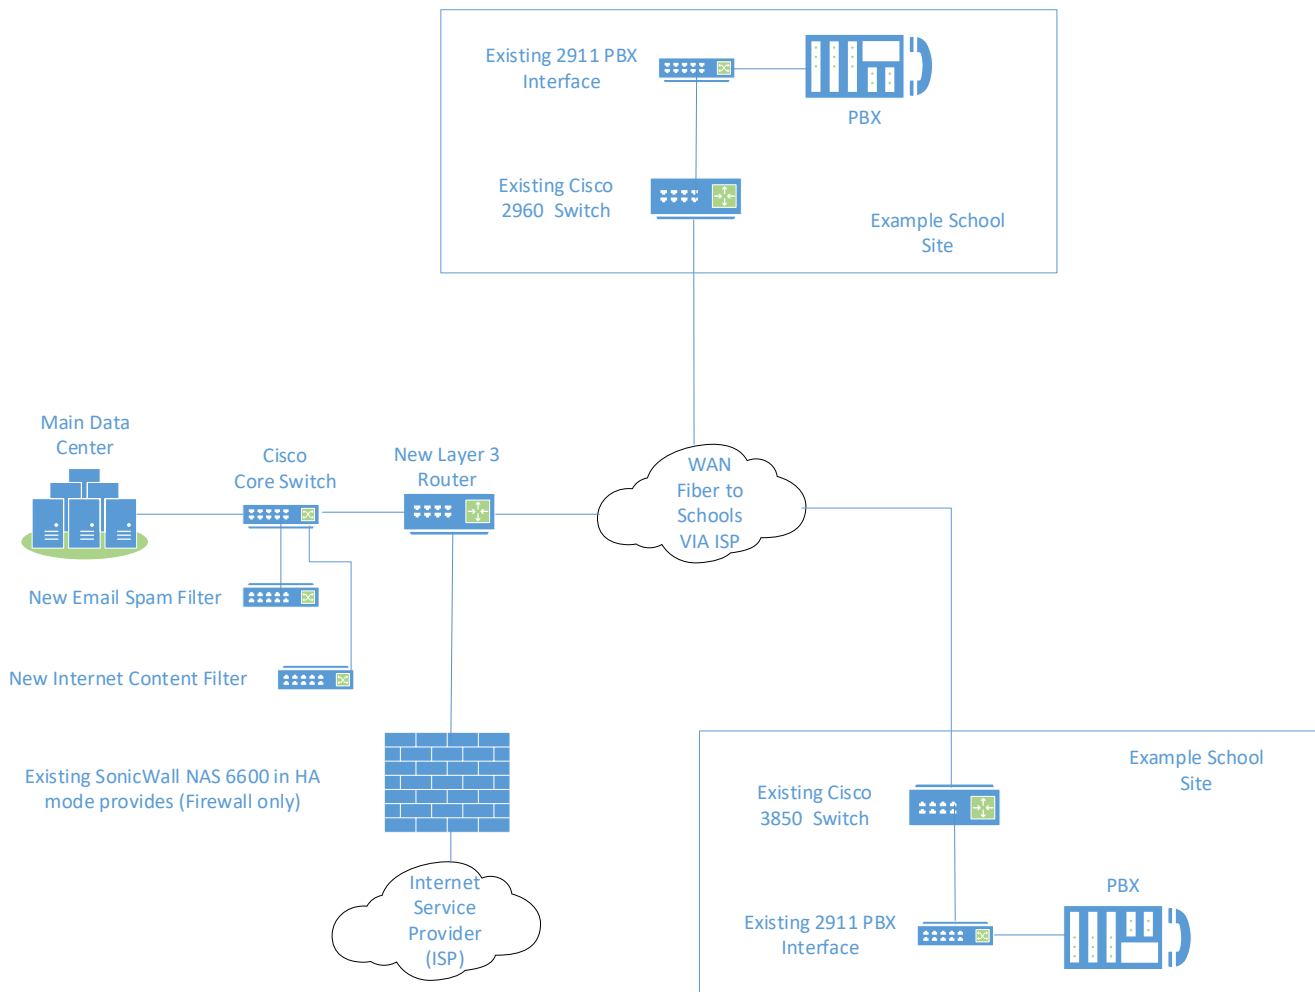 Existing 2911 PBX
Interface
PBX
Existing Cisco
2960  Switch
Example School
Site
Main Data
Center
Cisco
Core Switch
New Layer 3
Router
WAN
Fiber to
Schools
VIA ISP
New Email Spam Filter
New Internet Content Filter
Existing SonicWall NAS 6600 in HA
mode provides (Firewall only)
Internet
Service
Provider
(ISP)
Example School
Site
Existing Cisco
3850  Switch
PBX
Existing 2911 PBX
Interface